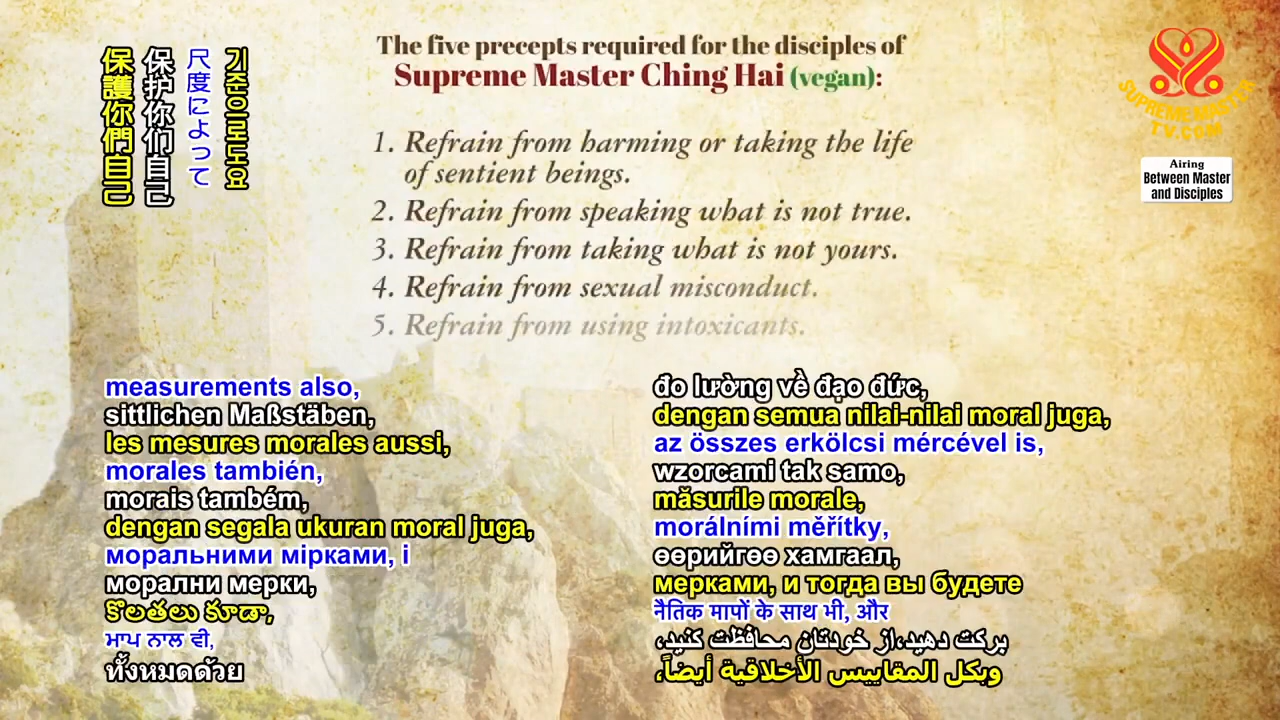 The five precepts required for the disciples of
Supreme Master Ching Hai (vegan):
1. Refrain from harming or taking the life
of sentient beings.
2. Refrain from speaking what is not true.
3. Refrain from taking what is not yours.
4. Refrain from sexual misconduct.
5. Refrain from using intoxicants.
SUPREME MASTER
TV.COM
Airing
Between Master
and Disciples
기준으로도요
尺度によって
保护你们自己
保護你們自己
measurements also,
sittlichen Maßstäben,
les mesures morales aussi,
morales también,
morais também,
dengan segala ukuran moral juga,
моральними мірками, і
морални мерки,
కొలతలు కూడా,
ਮਾਪ ਨਾਲ ਵੀ,
ทั้งหมดด้วย
đo lường về đạo đức,
dengan semua nilai-nilai moral juga,
az összes erkölcsi mércével is,
wzorcami tak samo,
măsurile morale,
morálními měřítky,
өөрийгөө хамгаал,
мерками, и тогда вы будете
नैतिक मापों के साथ भी, और
برکت دهید،از خودتان محافظت کنید،
وبكل المقاييس الأخلاقية أيضاً،